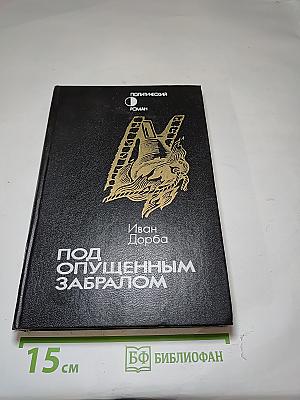 ПОЛИТИЧЕСКИЙ
РОМАН
Иван
Дорба
ПОД
ОПУЩЕННЫМ
ЗАБРАЛОМ
15 см
БФ БИБЛИОФАН